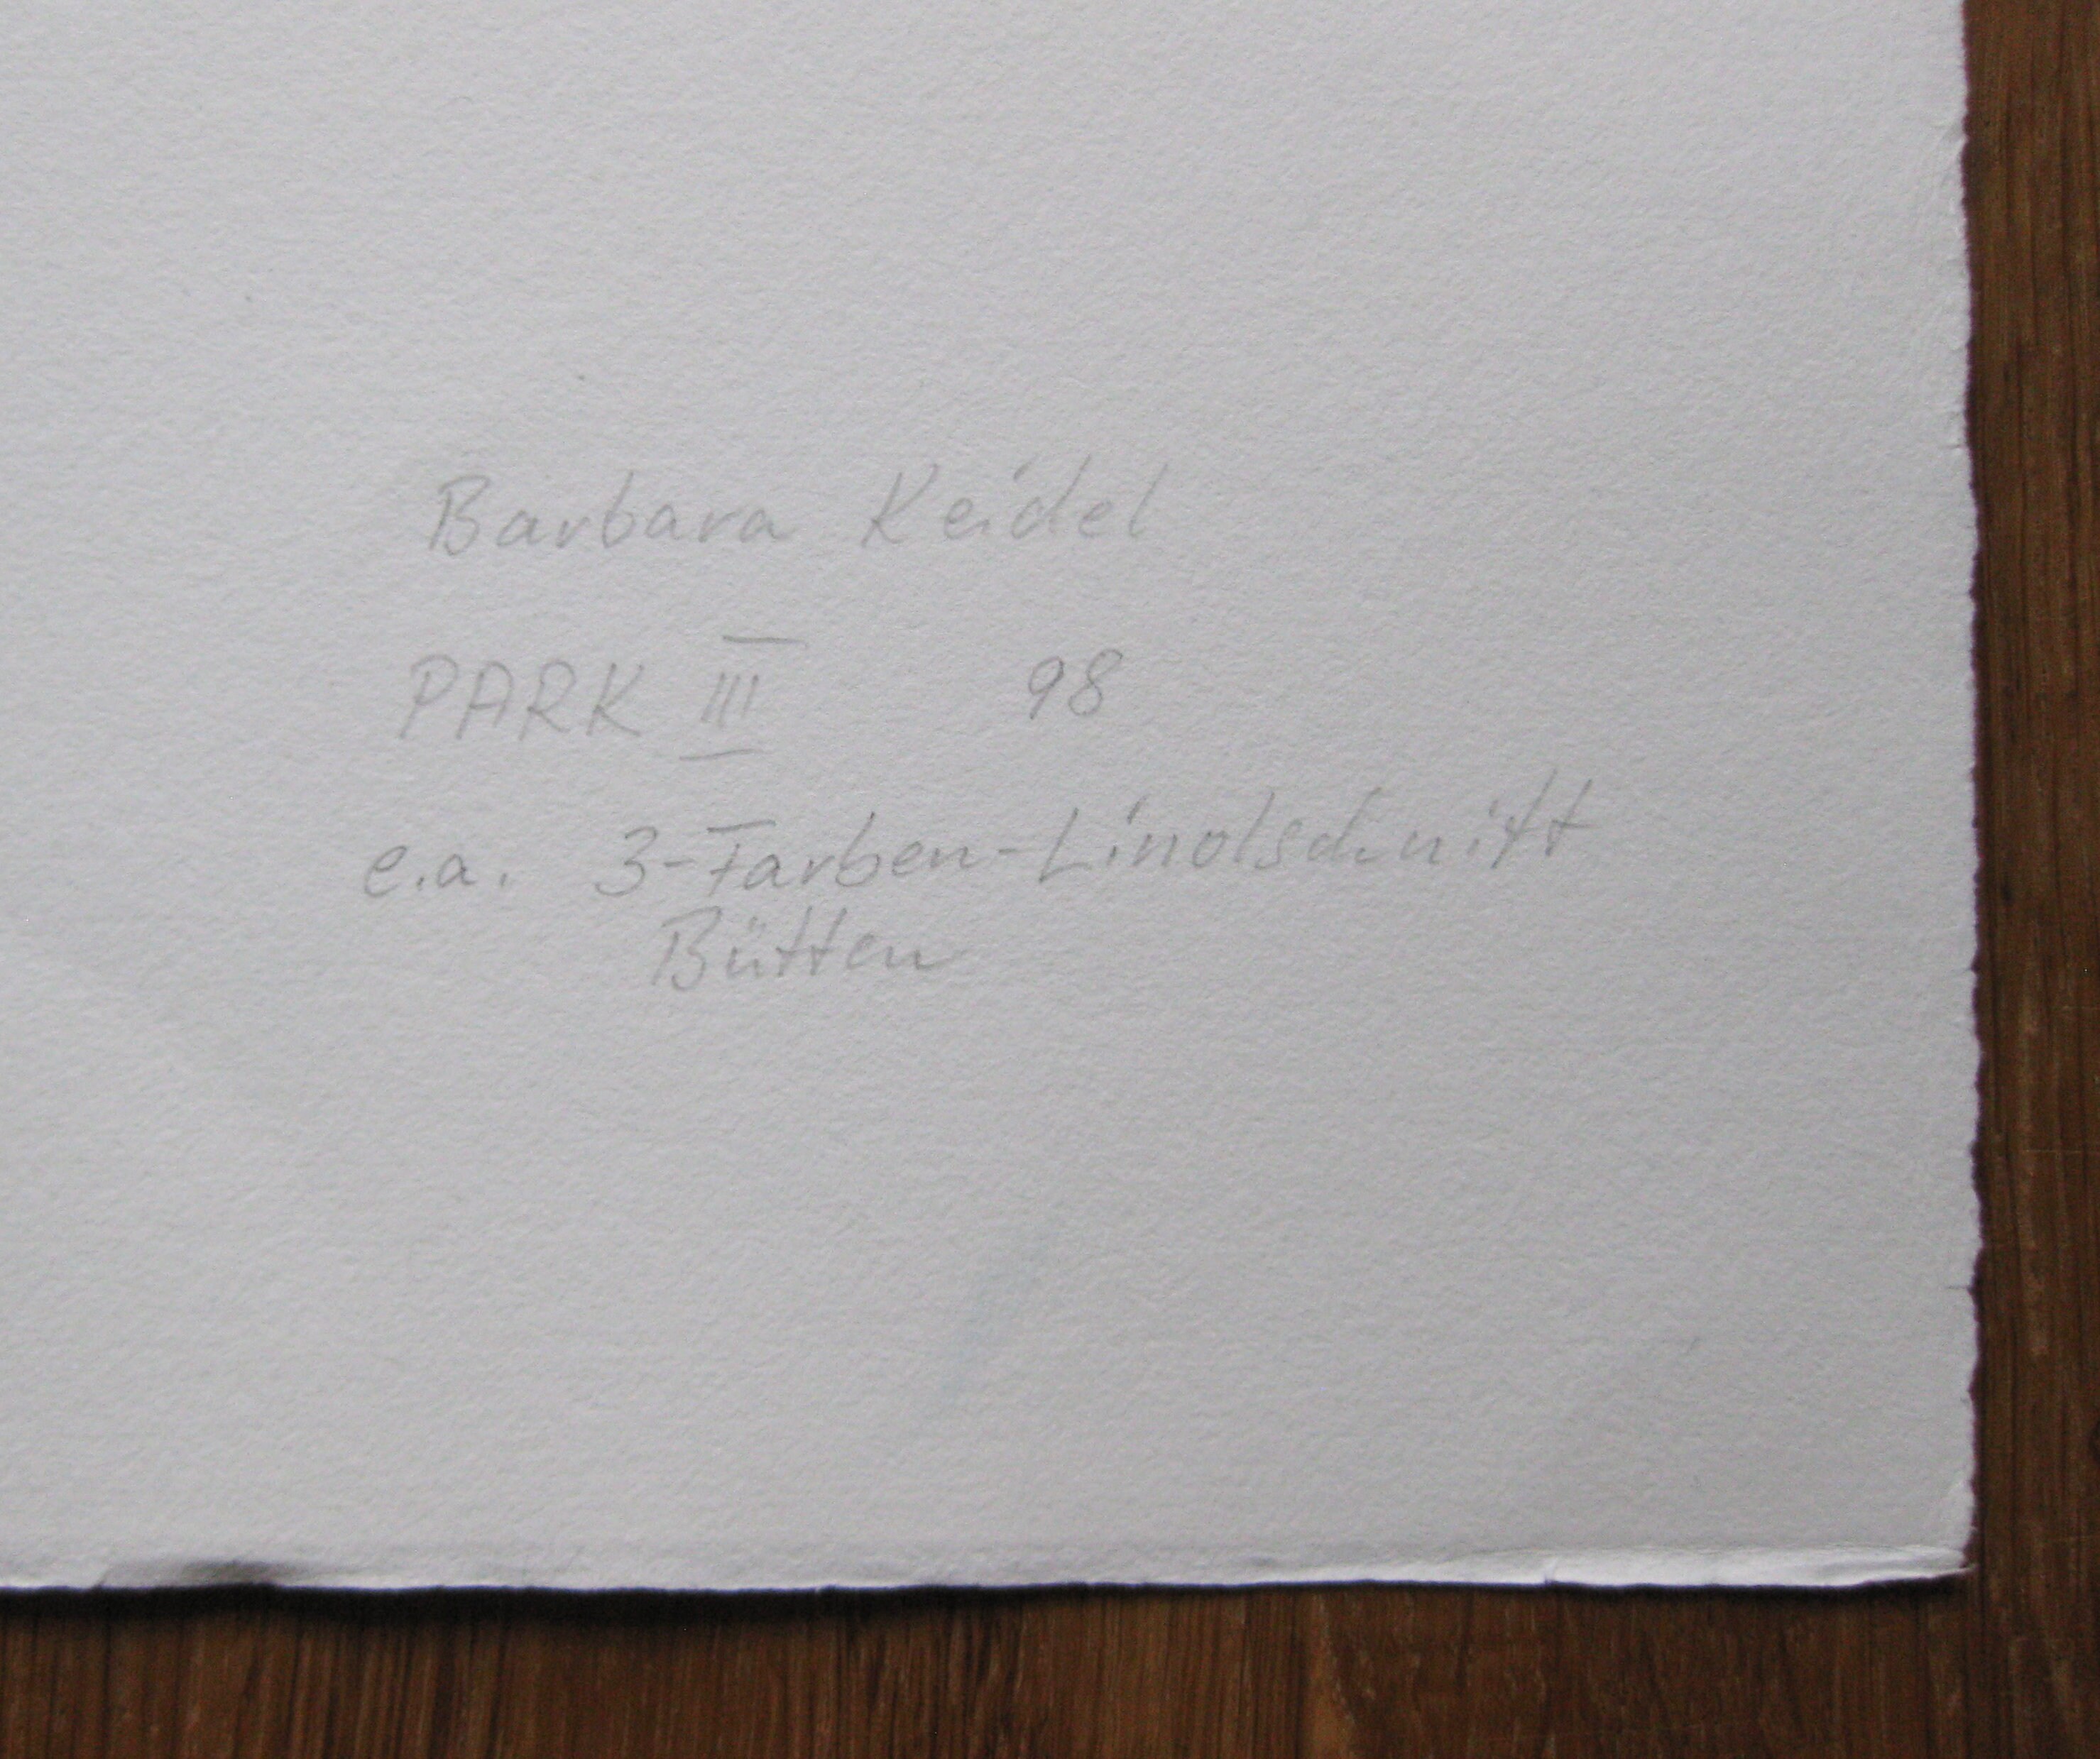 Barbara Keidel
PARK III 98
e.a. 3-Farben-Linolschnitt
Bütten